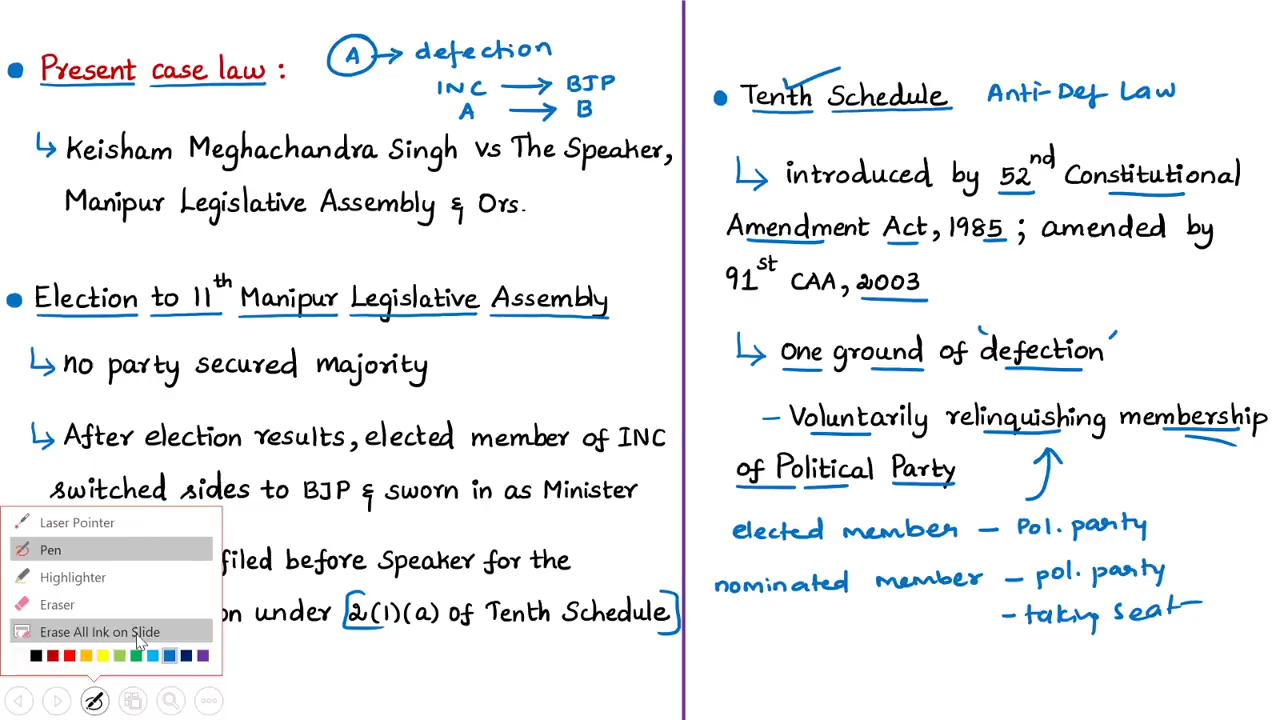 Present case law :
A → defection
INC → BJP
A → B
↳ Keisham Meghachandra Singh vs The Speaker,
Manipur Legislative Assembly & Ors.
Election to 11th Manipur Legislative Assembly
↳ no party secured majority
↳ After election results, elected member of INC
switched sides to BJP & sworn in as Minister
filed before Speaker for the
on under [2(1)(a) of Tenth Schedule]
Laser Pointer
Pen
Highlighter
Eraser
Erase All Ink on Slide
Tenth Schedule Anti-Def Law
↳ introduced by 52nd Constitutional
Amendment Act, 1985 ; amended by
91st CAA, 2003
↳ One ground of 'defection'
- Voluntarily relinquishing membership
of Political Party
elected member - Pol. party
nominated member - pol. party
- taking seat -